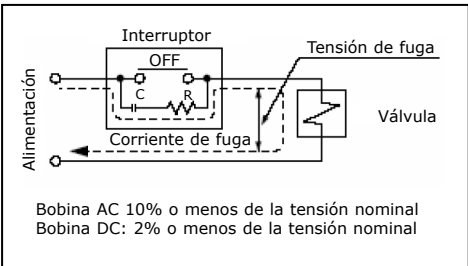 Interruptor
OFF
Tensión de fuga
C
R
Alimentación
Válvula
Corriente de fuga
Bobina AC 10% o menos de la tensión nominal
Bobina DC: 2% o menos de la tensión nominal